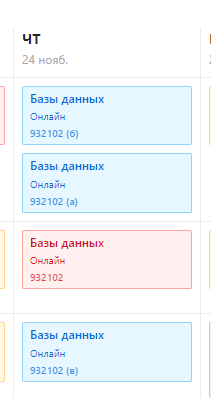 ЧТ
24 нояб.
Базы данных
Онлайн
932102 (б)
Базы данных
Онлайн
932102 (а)
Базы данных
Онлайн
932102
Базы данных
Онлайн
932102 (в)